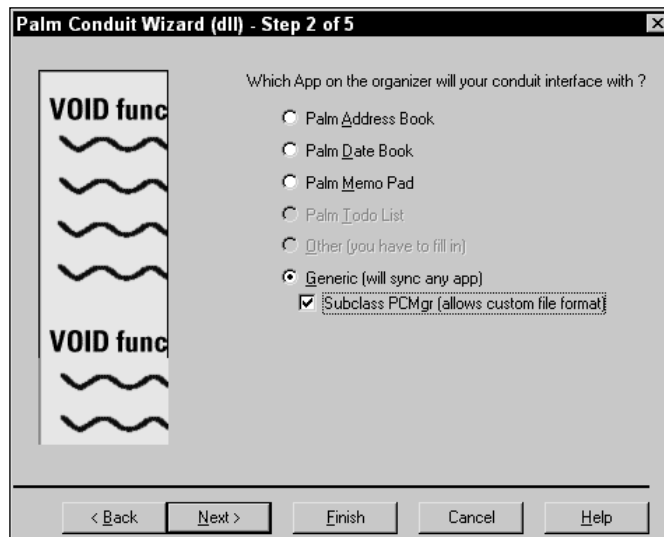 Palm Conduit Wizard (dll) - Step 2 of 5
VOID func
VOID func
Which App on the organizer will your conduit interface with ?
Palm Address Book
Palm Date Book
Palm Memo Pad
Palm Todo List
Other (you have to fill in)
Generic (will sync any app)
Subclass PCMgr (allows custom file format)
< Back Next > Finish Cancel Help